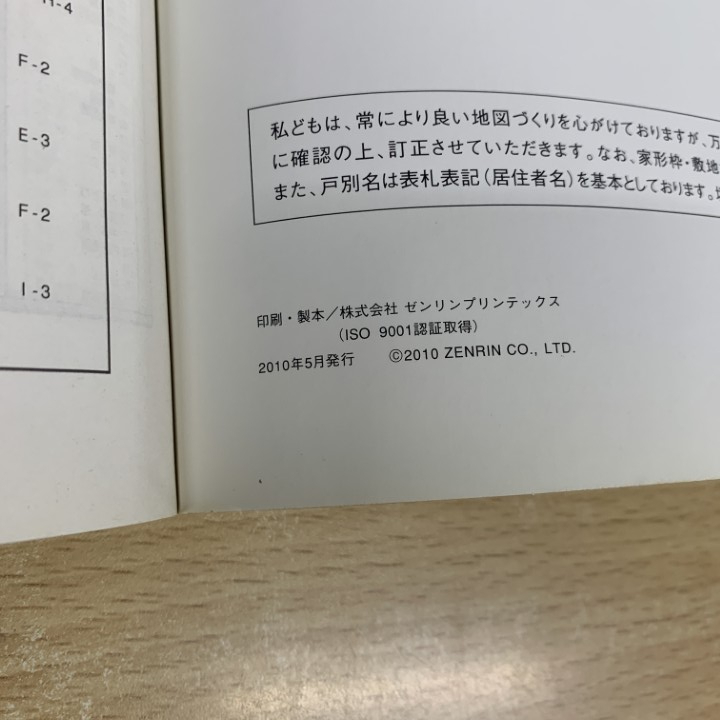 F-2
E-3
F-2
I-3
私どもは、常により良い地図づくりを心がけておりますが、万
に確認の上、訂正させていただきます。なお、家形枠・敷地
また、戸別名は表札表記(居住者名)を基本としております。
印刷・製本/株式会社 ゼンリンプリンテックス
(ISO 9001認証取得)
2010年5月発行 ©2010 ZENRIN CO., LTD.